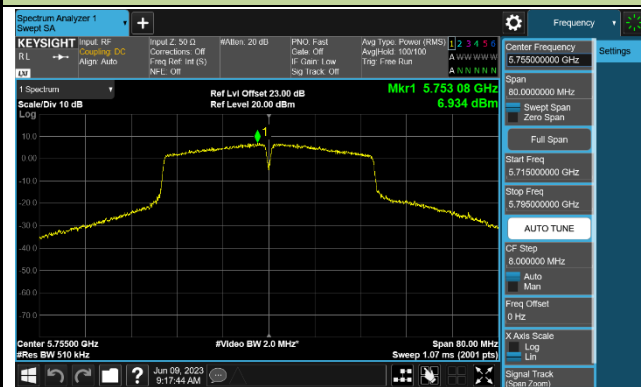 Spectrum Analyzer 1
Swept SA
Frequency
KEYSIGHT
RL
LXI
Input: RF
Coupling: DC
Align: Auto
Input Z: 50 Ω
Corrections: Off
Freq Ref: Int (S)
NFE: Off
#Atten: 20 dB
PNO: Fast
Gate: Off
IF Gain: Low
Sig Track: Off
Avg Type: Power (RMS)
Avg|Hold: 100/100
Trig: Free Run
1 2 3 4 5 6
A W W W W W
A N N N N N
Center Frequency
5.755000000 GHz
Settings
Span
80.0000000 MHz
Swept Span
Zero Span
Full Span
Start Freq
5.715000000 GHz
Stop Freq
5.795000000 GHz
AUTO TUNE
CF Step
8.000000 MHz
Auto
Man
Freq Offset
0 Hz
X Axis Scale
Log
Lin
Signal Track
(Span Zoom)
1 Spectrum
Scale/Div 10 dB
Log
Ref Lvl Offset 23.00 dB
Ref Level 20.00 dBm
Mkr1 5.753 08 GHz
6.934 dBm
1
10.0
0.00
-10.0
-20.0
-30.0
-40.0
-50.0
-60.0
-70.0
Center 5.75500 GHz
#Res BW 510 kHz
#Video BW 2.0 MHz*
Span 80.00 MHz
Sweep 1.07 ms (2001 pts)
?
Jun 09, 2023
9:17:44 AM